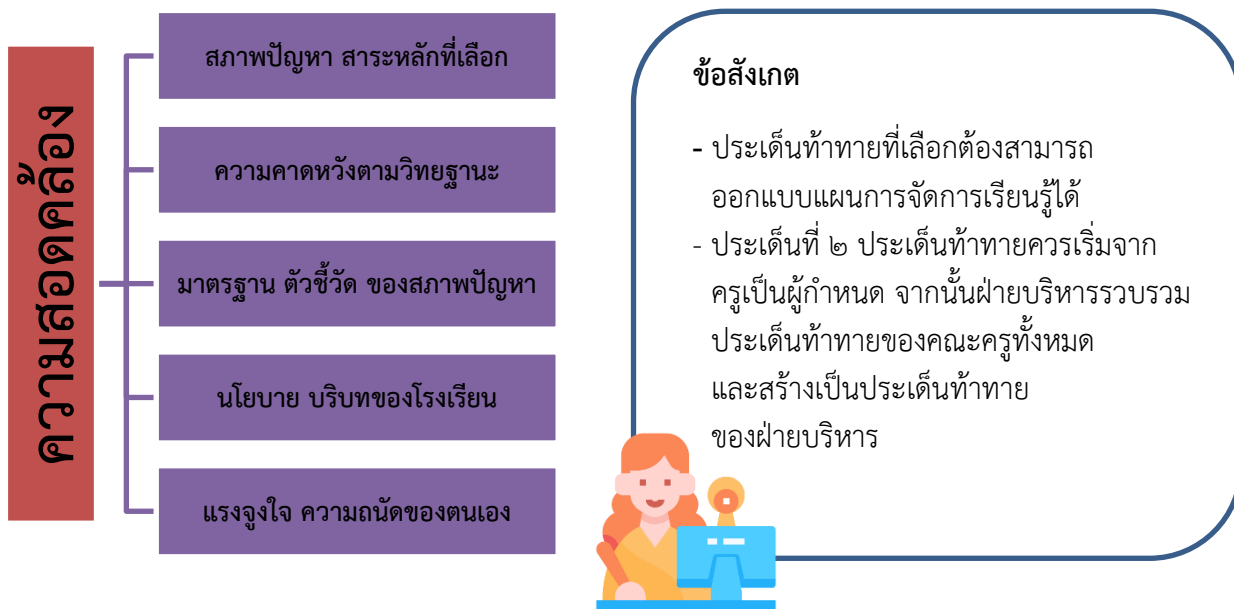 ความสอดคล้อง
สภาพปัญหา สาระหลักที่เลือก
ความคาดหวังตามวิทยฐานะ
มาตรฐาน ตัวชี้วัด ของสภาพปัญหา
นโยบาย บริบทของโรงเรียน
แรงจูงใจ ความถนัดของตนเอง
ข้อสังเกต
- ประเด็นท้าทายที่เลือกต้องสามารถ
ออกแบบแผนการจัดการเรียนรู้ได้
- ประเด็นที่ ๒ ประเด็นท้าทายควรเริ่มจาก
ครูเป็นผู้กำหนด จากนั้นฝ่ายบริหารรวบรวม
ประเด็นท้าทายของคณะครูทั้งหมด
และสร้างเป็นประเด็นท้าทาย
ของฝ่ายบริหาร